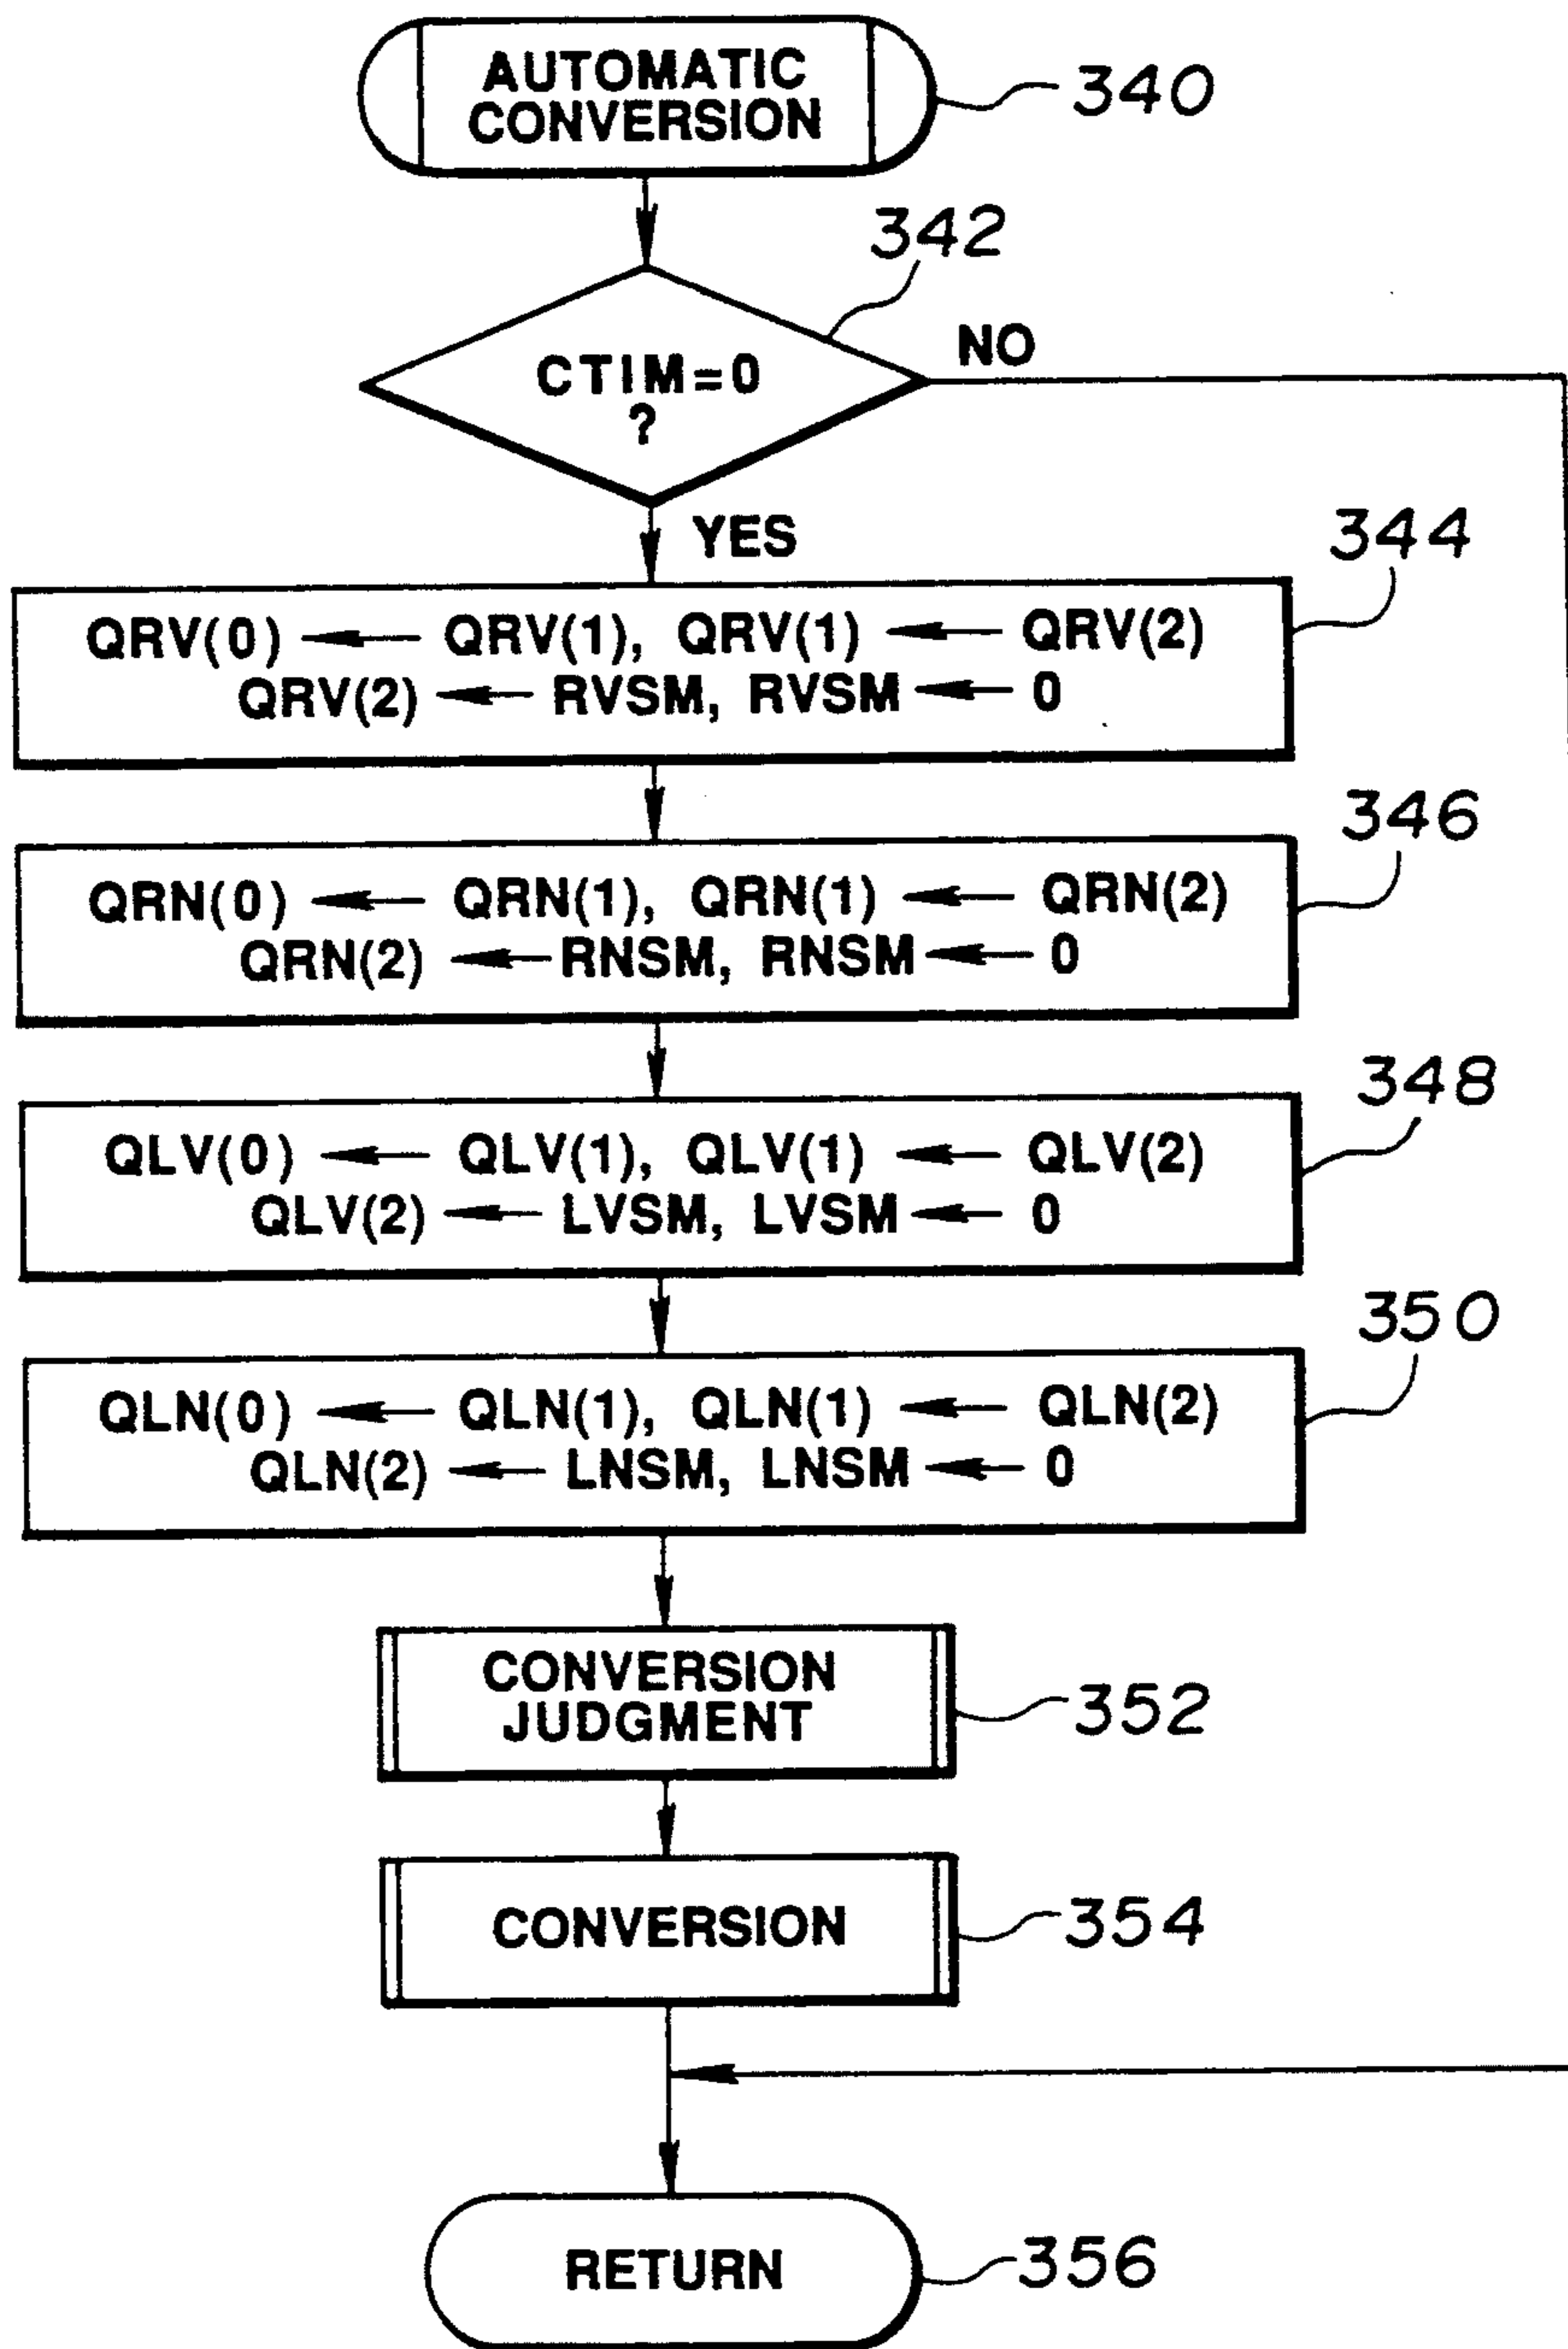 AUTOMATIC
CONVERSION
340
342
CTIM=0
?
NO
YES
344
QRV(0) ← QRV(1), QRV(1) ← QRV(2)
QRV(2) ← RVSM, RVSM ← 0
346
QRN(0) ← QRN(1), QRN(1) ← QRN(2)
QRN(2) ← RNSM, RNSM ← 0
348
QLV(0) ← QLV(1), QLV(1) ← QLV(2)
QLV(2) ← LVSM, LVSM ← 0
350
QLN(0) ← QLN(1), QLN(1) ← QLN(2)
QLN(2) ← LNSM, LNSM ← 0
CONVERSION
JUDGMENT
352
CONVERSION
354
RETURN
356